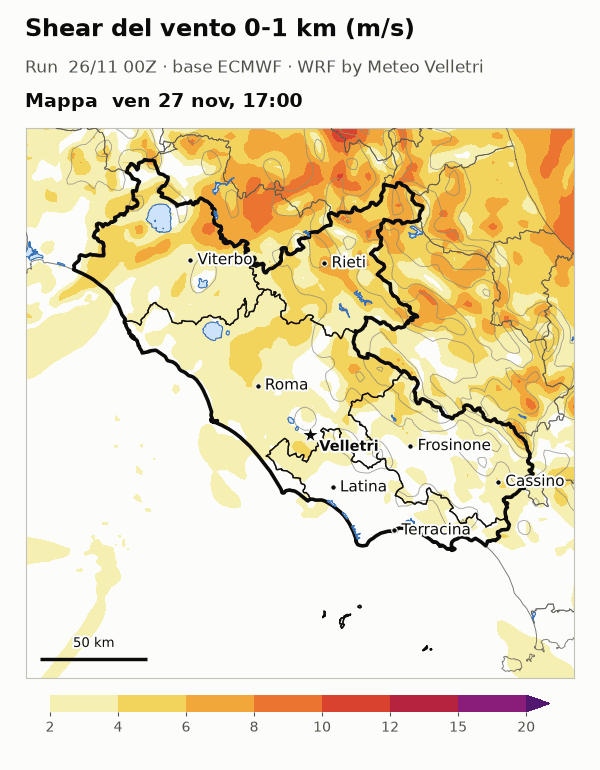 Shear del vento 0-1 km (m/s)
Run  26/11 00Z · base ECMWF · WRF by Meteo Velletri
Mappa  ven 27 nov, 17:00
Viterbo
Rieti
Roma
Velletri
Frosinone
Cassino
Latina
Terracina
50 km
2 4 6 8 10 12 15 20